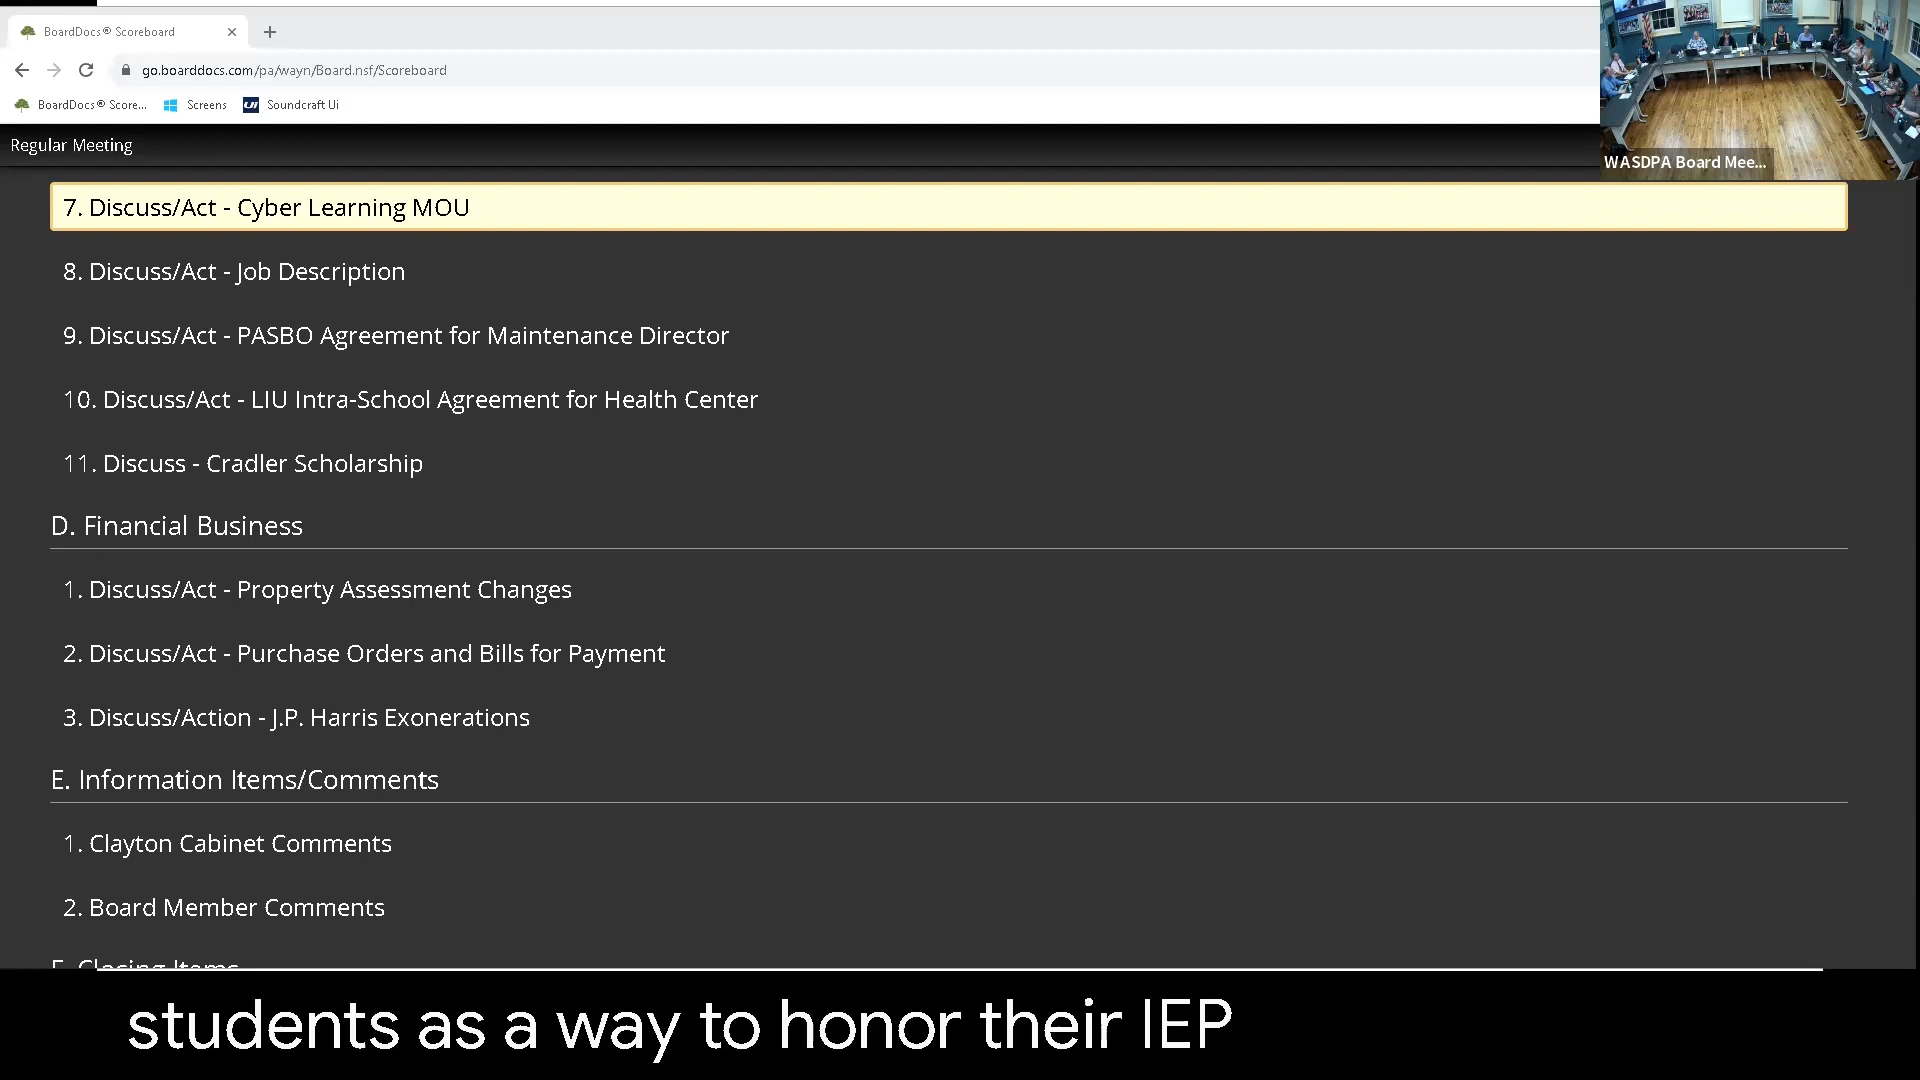 BoardDocs® Scoreboard
go.boarddocs.com/pa/wayn/Board.nsf/Scoreboard
BoardDocs® Score... Screens Ui Soundcraft Ui
Regular Meeting
WASDPA Board Mee...
7. Discuss/Act - Cyber Learning MOU
8. Discuss/Act - Job Description
9. Discuss/Act - PASBO Agreement for Maintenance Director
10. Discuss/Act - LIU Intra-School Agreement for Health Center
11. Discuss - Cradler Scholarship
D. Financial Business
1. Discuss/Act - Property Assessment Changes
2. Discuss/Act - Purchase Orders and Bills for Payment
3. Discuss/Action - J.P. Harris Exonerations
E. Information Items/Comments
1. Clayton Cabinet Comments
2. Board Member Comments
F. Closing Items
students as a way to honor their IEP